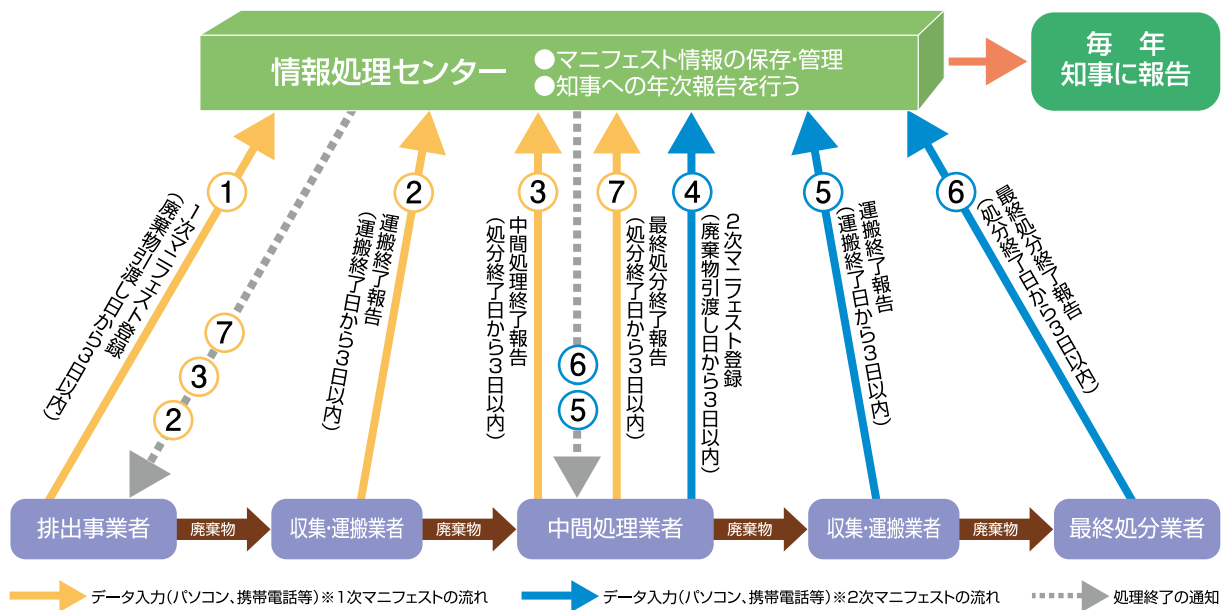 情報処理センター
●マニフェスト情報の保存・管理
●知事への年次報告を行う
毎　年
知事に報告
①
1次マニフェスト登録
(廃棄物引渡し日から3日以内)
⑦
③
②
②
運搬終了報告
(運搬終了日から3日以内)
③
中間処理終了報告
(処分終了日から3日以内)
⑥
⑤
⑦
最終処分終了報告
(処分終了日から3日以内)
④
2次マニフェスト登録
(廃棄物引渡し日から3日以内)
⑤
運搬終了報告
(運搬終了日から3日以内)
⑥
最終処分終了報告
(処分終了日から3日以内)
排出事業者
廃棄物
収集・運搬業者
廃棄物
中間処理業者
廃棄物
収集・運搬業者
廃棄物
最終処分業者
データ入力(パソコン、携帯電話等)※1次マニフェストの流れ
データ入力(パソコン、携帯電話等)※2次マニフェストの流れ
処理終了の通知